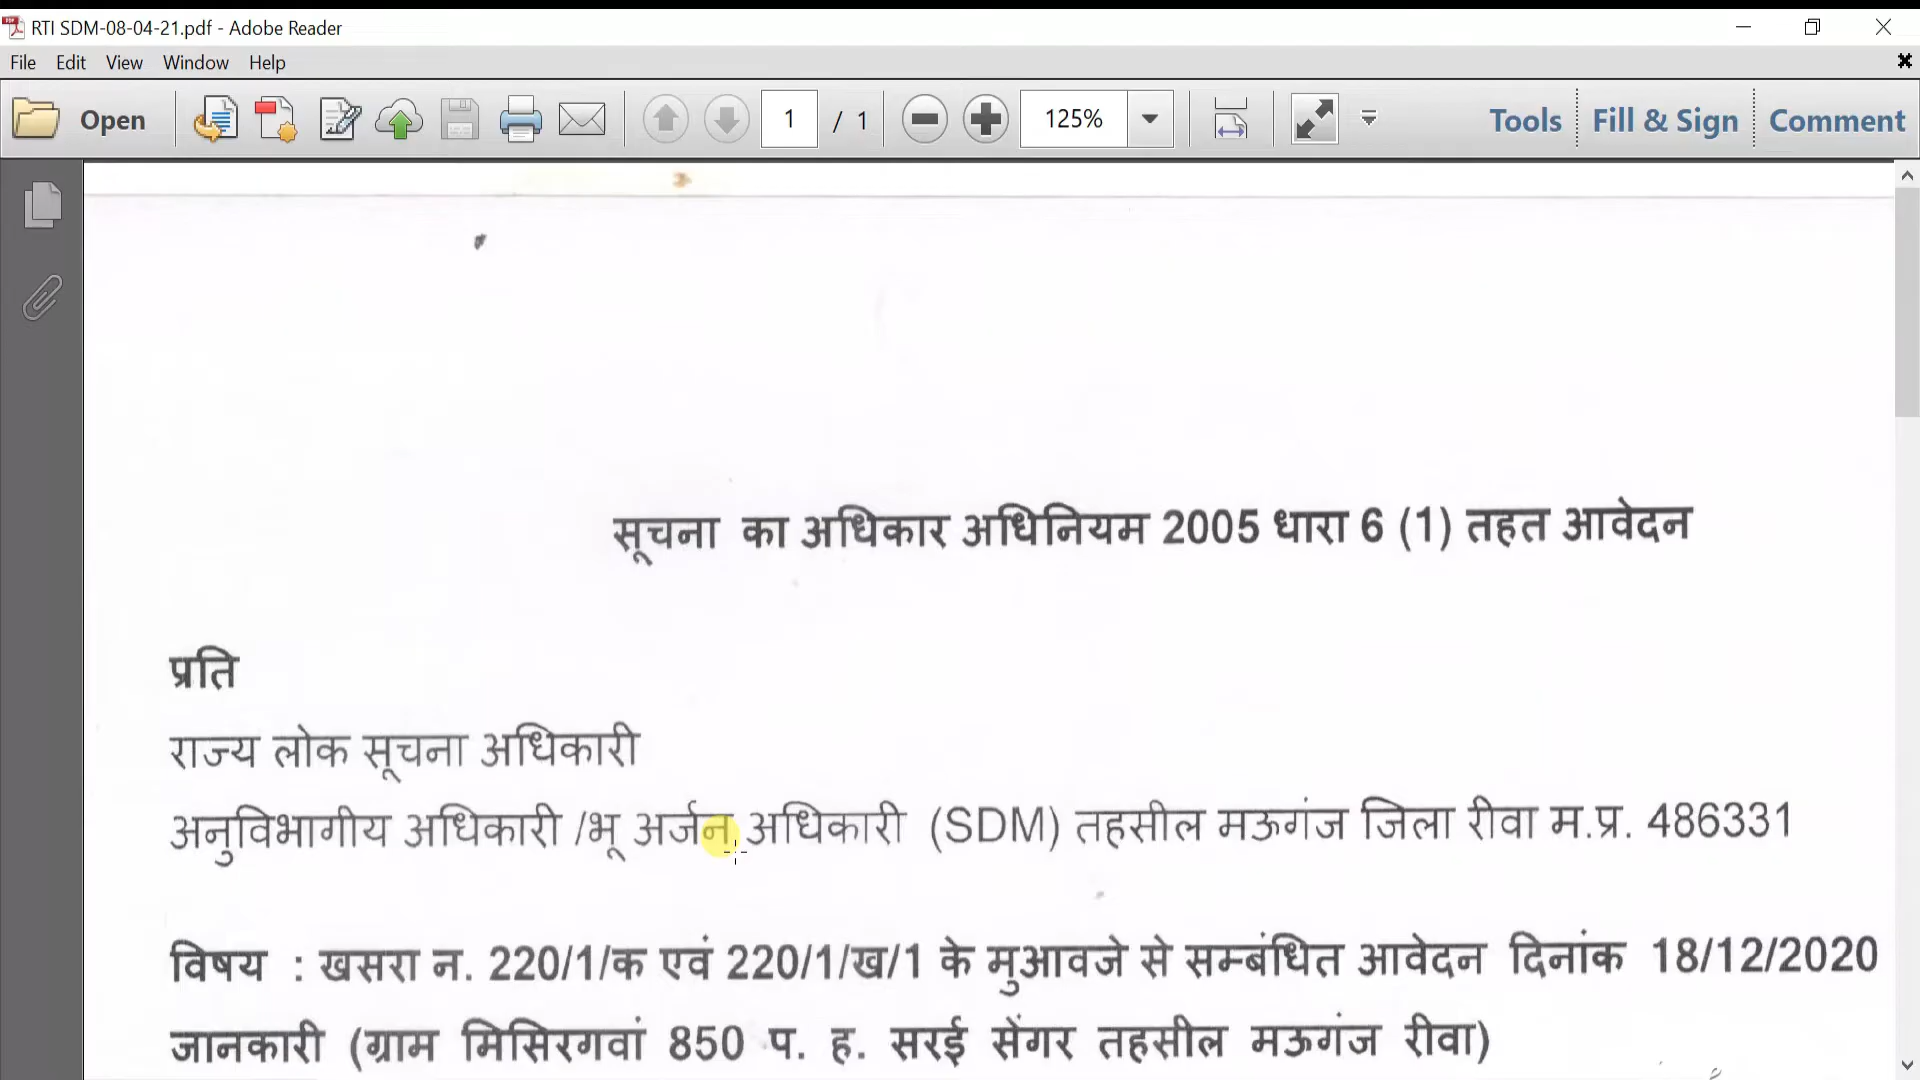 RTI SDM-08-04-21.pdf - Adobe Reader
File Edit View Window Help
Open 1 / 1 125% Tools Fill & Sign Comment
सूचना का अधिकार अधिनियम 2005 धारा 6 (1) तहत आवेदन
प्रति
राज्य लोक सूचना अधिकारी
अनुविभागीय अधिकारी /भू अर्जन अधिकारी (SDM) तहसील मऊगंज जिला रीवा म.प्र. 486331
विषय : खसरा न. 220/1/क एवं 220/1/ख/1 के मुआवजे से सम्बंधित आवेदन दिनांक 18/12/2020
जानकारी (ग्राम मिसिरगवां 850 प. ह. सरई सेंगर तहसील मऊगंज रीवा)